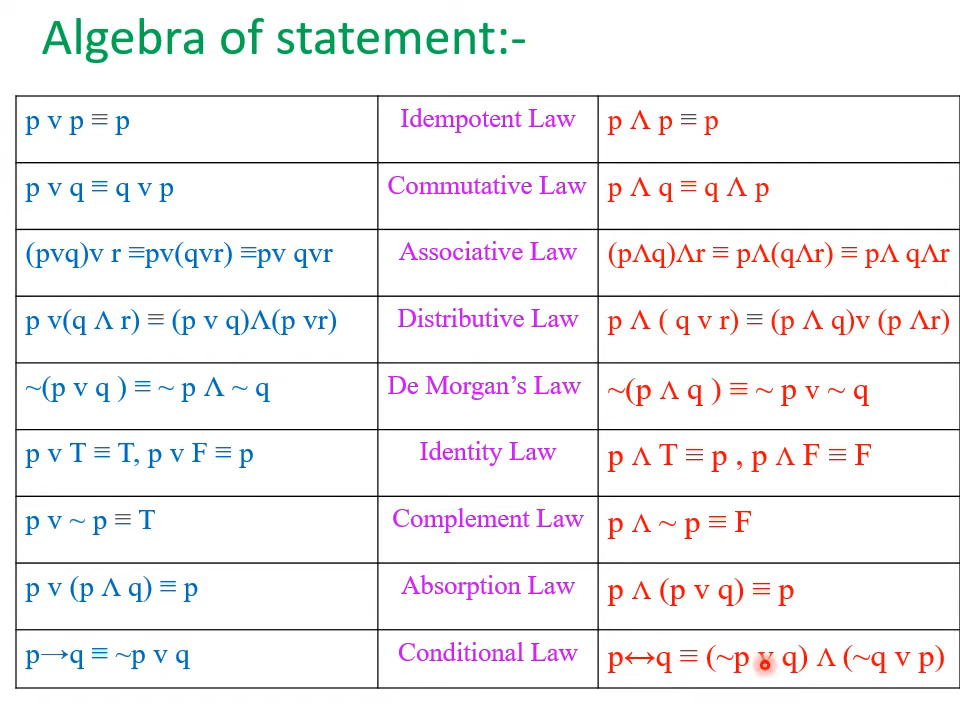 Algebra of statement:-
p v p ≡ p Idempotent Law p Λ p ≡ p
p v q ≡ q v p Commutative Law p Λ q ≡ q Λ p
(pvq)v r ≡pv(qvr) ≡pv qvr Associative Law (pΛq)Λr ≡ pΛ(qΛr) ≡ pΛ qΛr
p v(q Λ r) ≡ (p v q)Λ(p vr) Distributive Law p Λ ( q v r) ≡ (p Λ q)v (p Λr)
~(p v q ) ≡ ~ p Λ ~ q De Morgan’s Law ~(p Λ q ) ≡ ~ p v ~ q
p v T ≡ T, p v F ≡ p Identity Law p Λ T ≡ p , p Λ F ≡ F
p v ~ p ≡ T Complement Law p Λ ~ p ≡ F
p v (p Λ q) ≡ p Absorption Law p Λ (p v q) ≡ p
p→q ≡ ~p v q Conditional Law p↔q ≡ (~p v q) Λ (~q v p)